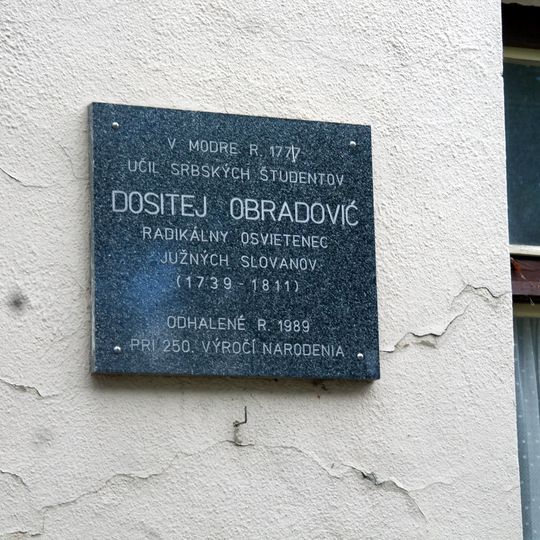 V MODRE R. 1777
UČIL SRBSKÝCH ŠTUDENTOV
DOSITEJ OBRADOVIĆ
RADIKÁLNY OSVIETENEC
JUŽNÝCH SLOVANOV
(1739-1811)
ODHALENÉ R. 1989
PRI 250. VÝROČÍ NARODENIA